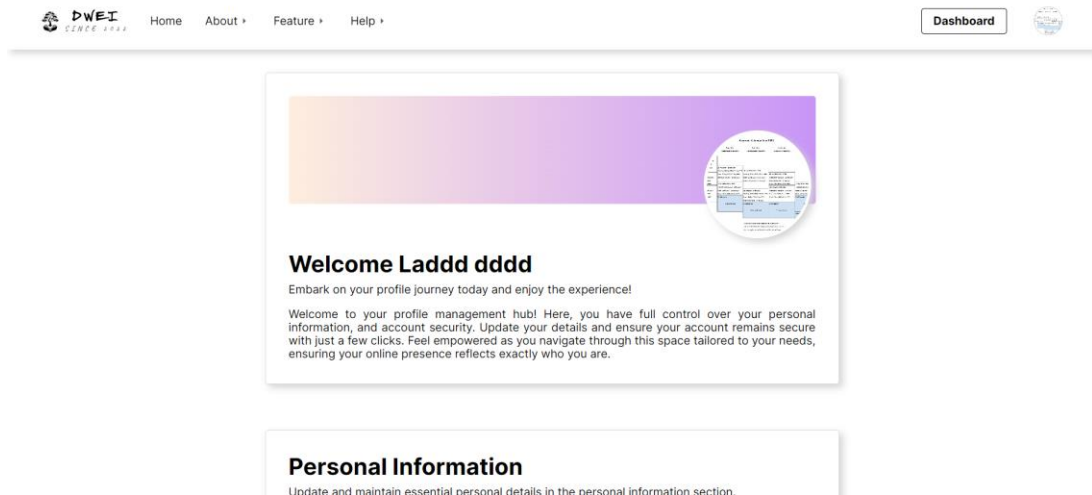 DWEI
Home About Feature Help Dashboard
SINCE
Welcome Laddd dddd
Embark on your profile journey today and enjoy the experience!
Welcome to your profile management hub! Here, you have full control over your personal
information, and account security. Update your details and ensure your account remains secure
with just a few clicks. Feel empowered as you navigate through this space tailored to your needs,
ensuring your online presence reflects exactly who you are.
Personal Information
Update and maintain essential personal details in the personal information section.